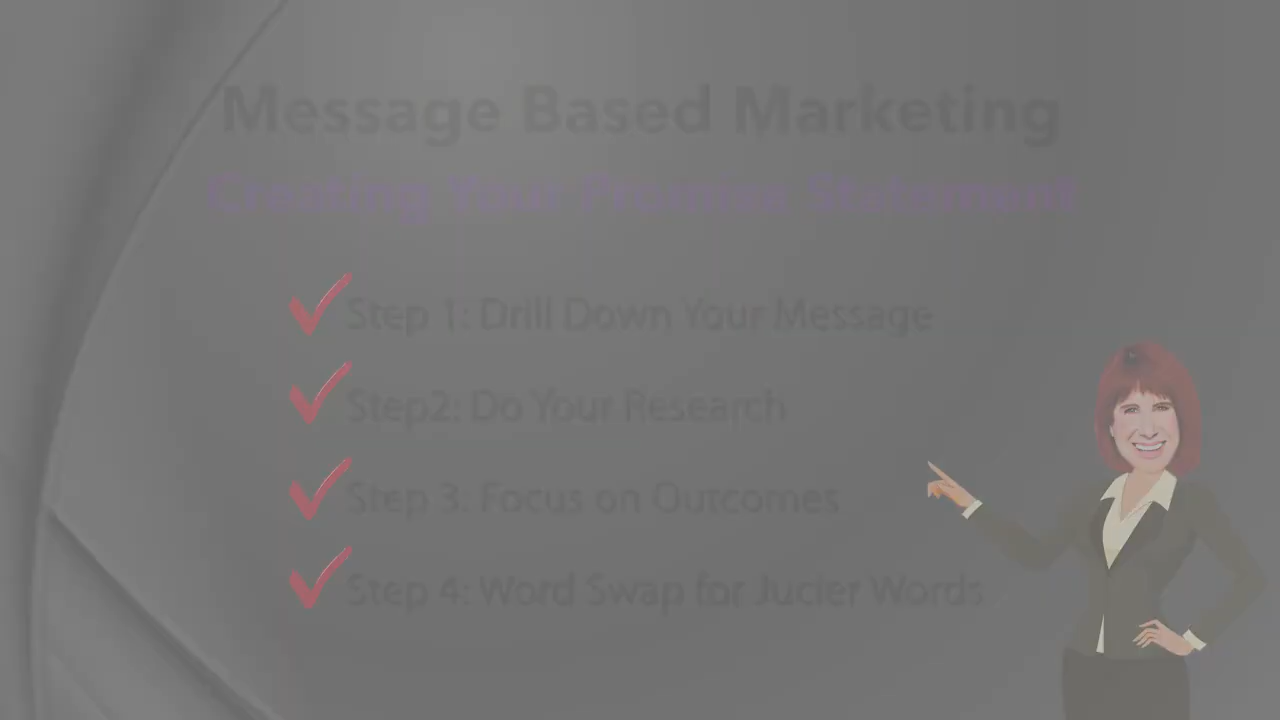 Message Based Marketing
Creating Your Promise Statement
Step 1: Drill Down Your Message
Step2: Do Your Research
Step 3: Focus on Outcomes
Step 4: Word Swap for Jucier Words